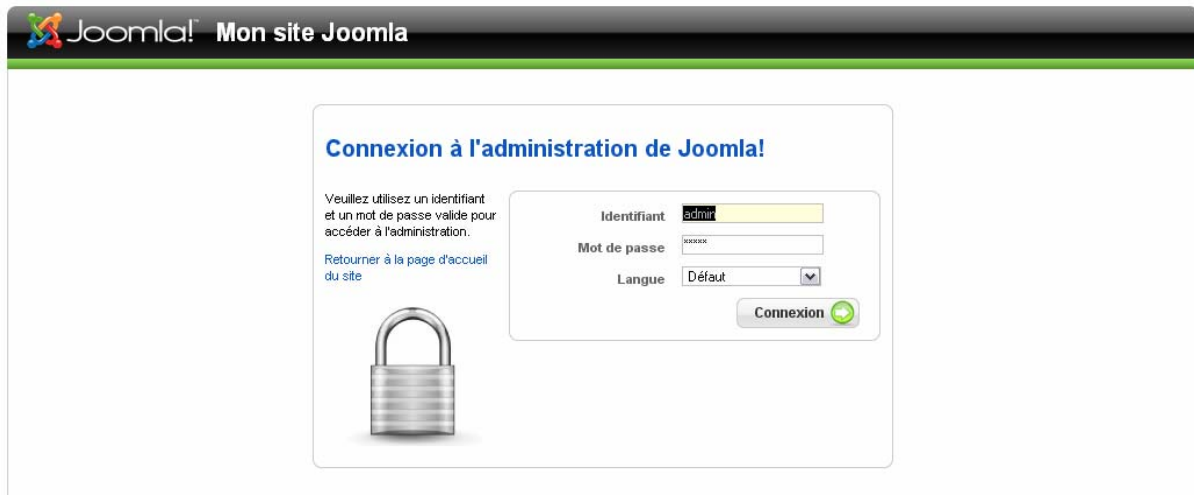 Joomla!™ Mon site Joomla
Connexion à l'administration de Joomla!
Veuillez utilisez un identifiant
et un mot de passe valide pour
accéder à l'administration.
Retourner à la page d'accueil
du site
Identifiant admin
Mot de passe *****
Langue Défaut
Connexion